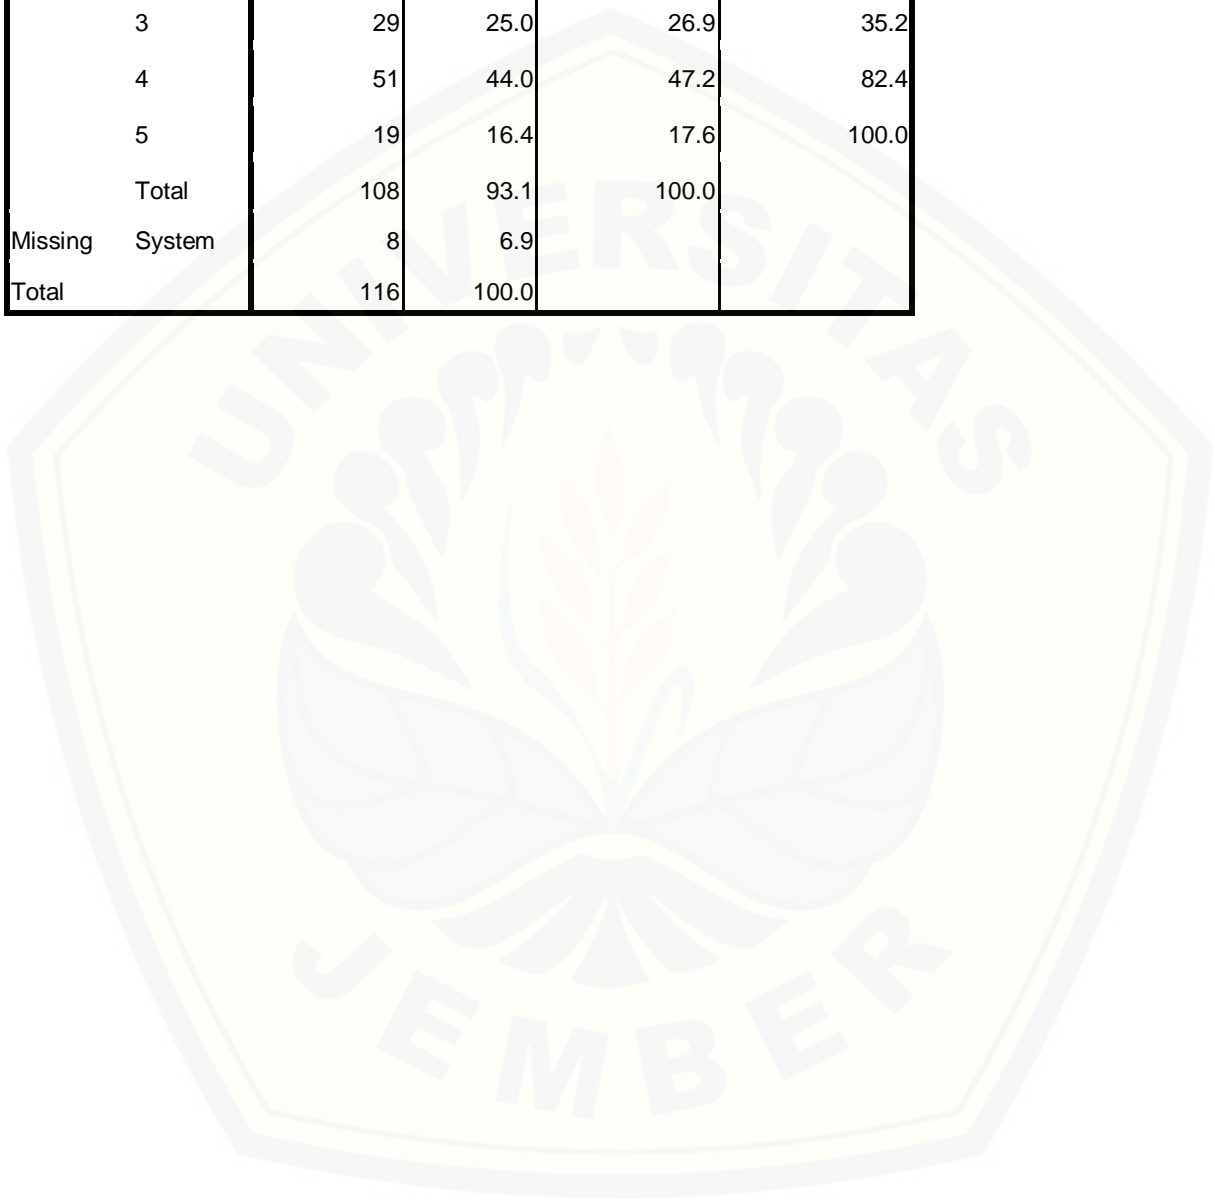 3 29 25.0 26.9 35.2
4 51 44.0 47.2 82.4
5 19 16.4 17.6 100.0
Total 108 93.1 100.0
Missing System 8 6.9
Total 116 100.0
UNIVERSITAS
JEMBER